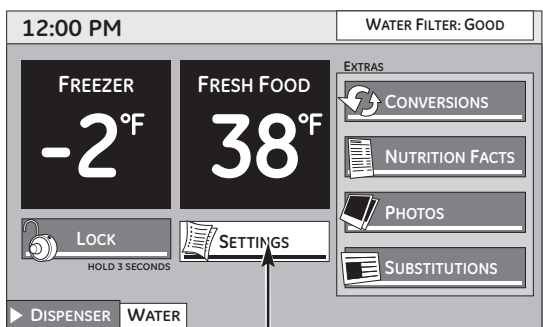 12:00 PM
WATER FILTER: GOOD
FREEZER
-2°F
FRESH FOOD
38°F
EXTRAS
CONVERSIONS
NUTRITION FACTS
PHOTOS
SUBSTITUTIONS
LOCK
HOLD 3 SECONDS
SETTINGS
DISPENSER
WATER